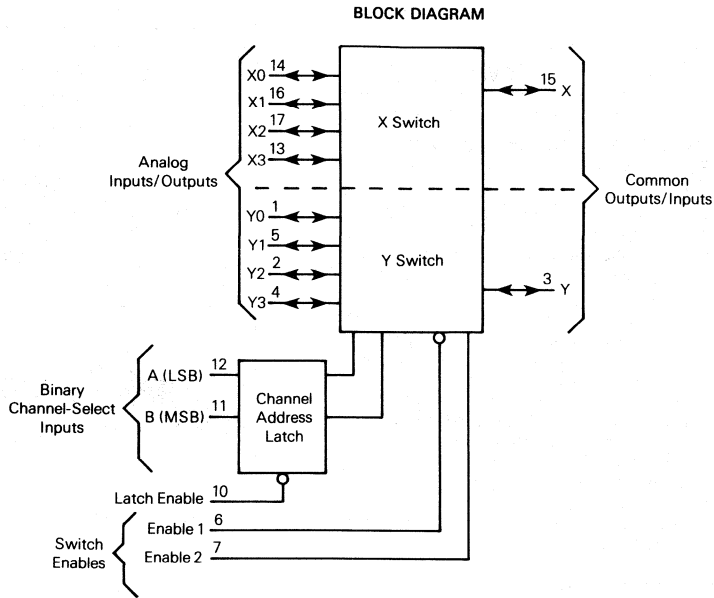 BLOCK DIAGRAM
X0 14
X1 16
X2 17
X3 13
Analog
Inputs/Outputs
Y0 1
Y1 5
Y2 2
Y3 4
X Switch
Y Switch
15 X
3 Y
Common
Outputs/Inputs
Binary
Channel-Select
Inputs
A (LSB) 12
B (MSB) 11
Channel
Address
Latch
Latch Enable 10
Switch
Enables
Enable 1 6
Enable 2 7